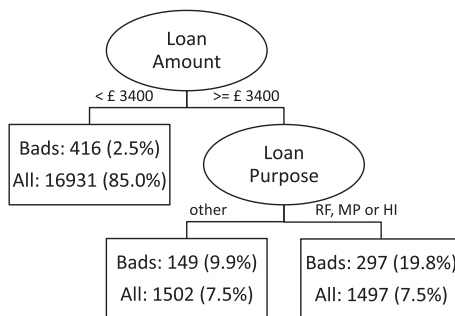 Loan
Amount
< £ 3400
>= £ 3400
Bads: 416 (2.5%)
All: 16931 (85.0%)
Loan
Purpose
other
RF, MP or HI
Bads: 149 (9.9%)
All: 1502 (7.5%)
Bads: 297 (19.8%)
All: 1497 (7.5%)